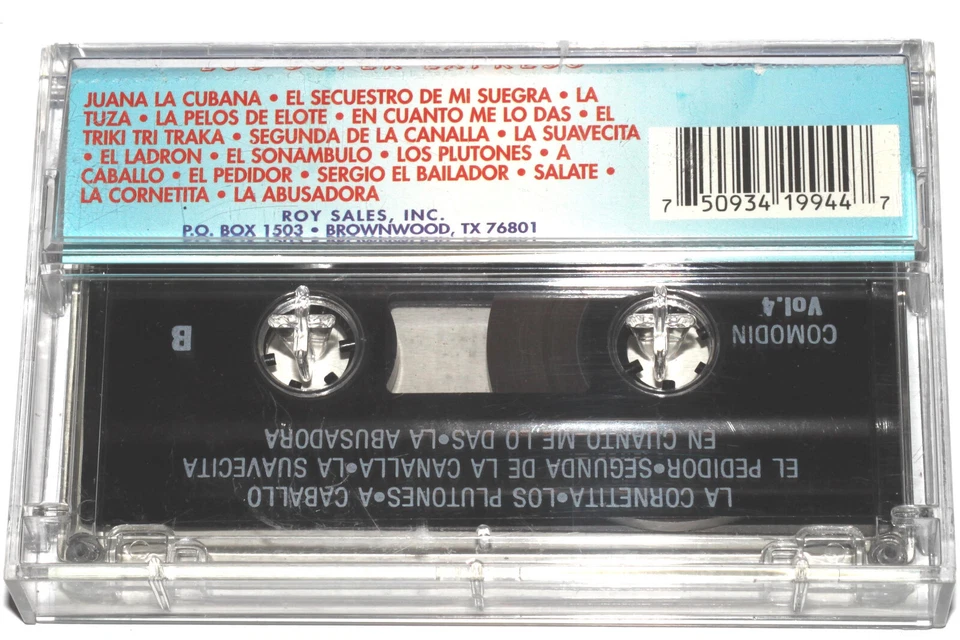 JUANA LA CUBANA • EL SECUESTRO DE MI SUEGRA • LA
TUZA • LA PELOS DE ELOTE • EN CUANTO ME LO DAS • EL
TRIKI TRI TRAKA • SEGUNDA DE LA CANALLA • LA SUAVECITA
• EL LADRON • EL SONAMBULO • LOS PLUTONES • A
CABALLO • EL PEDIDOR • SERGIO EL BAILADOR • SALATE •
LA CORNETITA • LA ABUSADORA
ROY SALES, INC.
P.O. BOX 1503 • BROWNWOOD, TX 76801
7 50934 19944 7
B
COMODIN
Vol.4
LA CORNETITA•LOS PLUTONES•A CABALLO
EL PEDIDOR•SEGUNDA DE LA CANALLA•LA SUAVECITA
EN CUANTO ME LO DAS•LA ABUSADORA